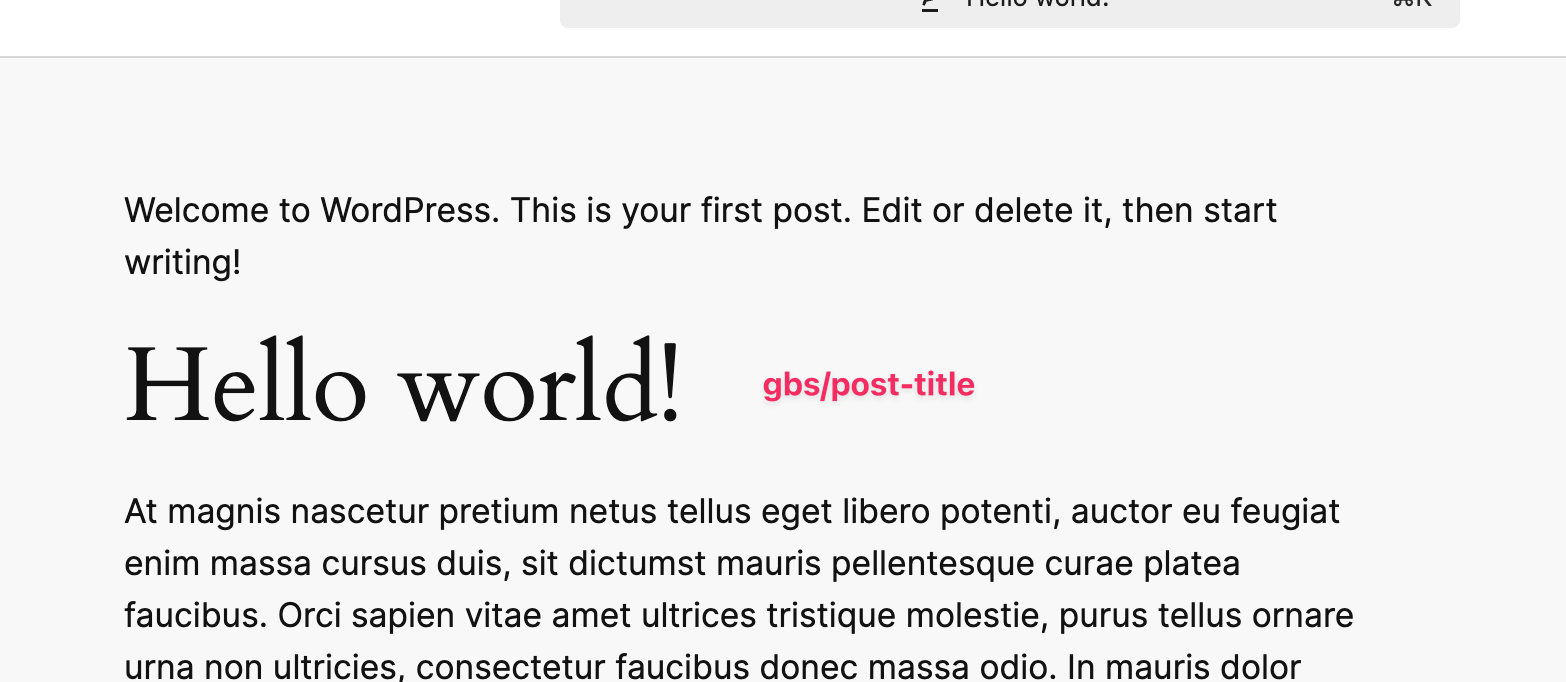 Hello world!
⌘K
Welcome to WordPress. This is your first post. Edit or delete it, then start
writing!
Hello world!
gbs/post-title
At magnis nascetur pretium netus tellus eget libero potenti, auctor eu feugiat
enim massa cursus duis, sit dictumst mauris pellentesque curae platea
faucibus. Orci sapien vitae amet ultrices tristique molestie, purus tellus ornare
urna non ultricies, consectetur faucibus donec massa odio. In mauris dolor